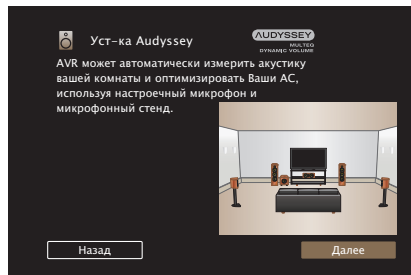 Уст-ка Audyssey
AUDYSSEY
MULTEQ
DYNAMIC VOLUME
AVR может автоматически измерить акустику
вашей комнаты и оптимизировать Ваши АС,
используя настроечный микрофон и
микрофонный стенд.
Назад
Далее